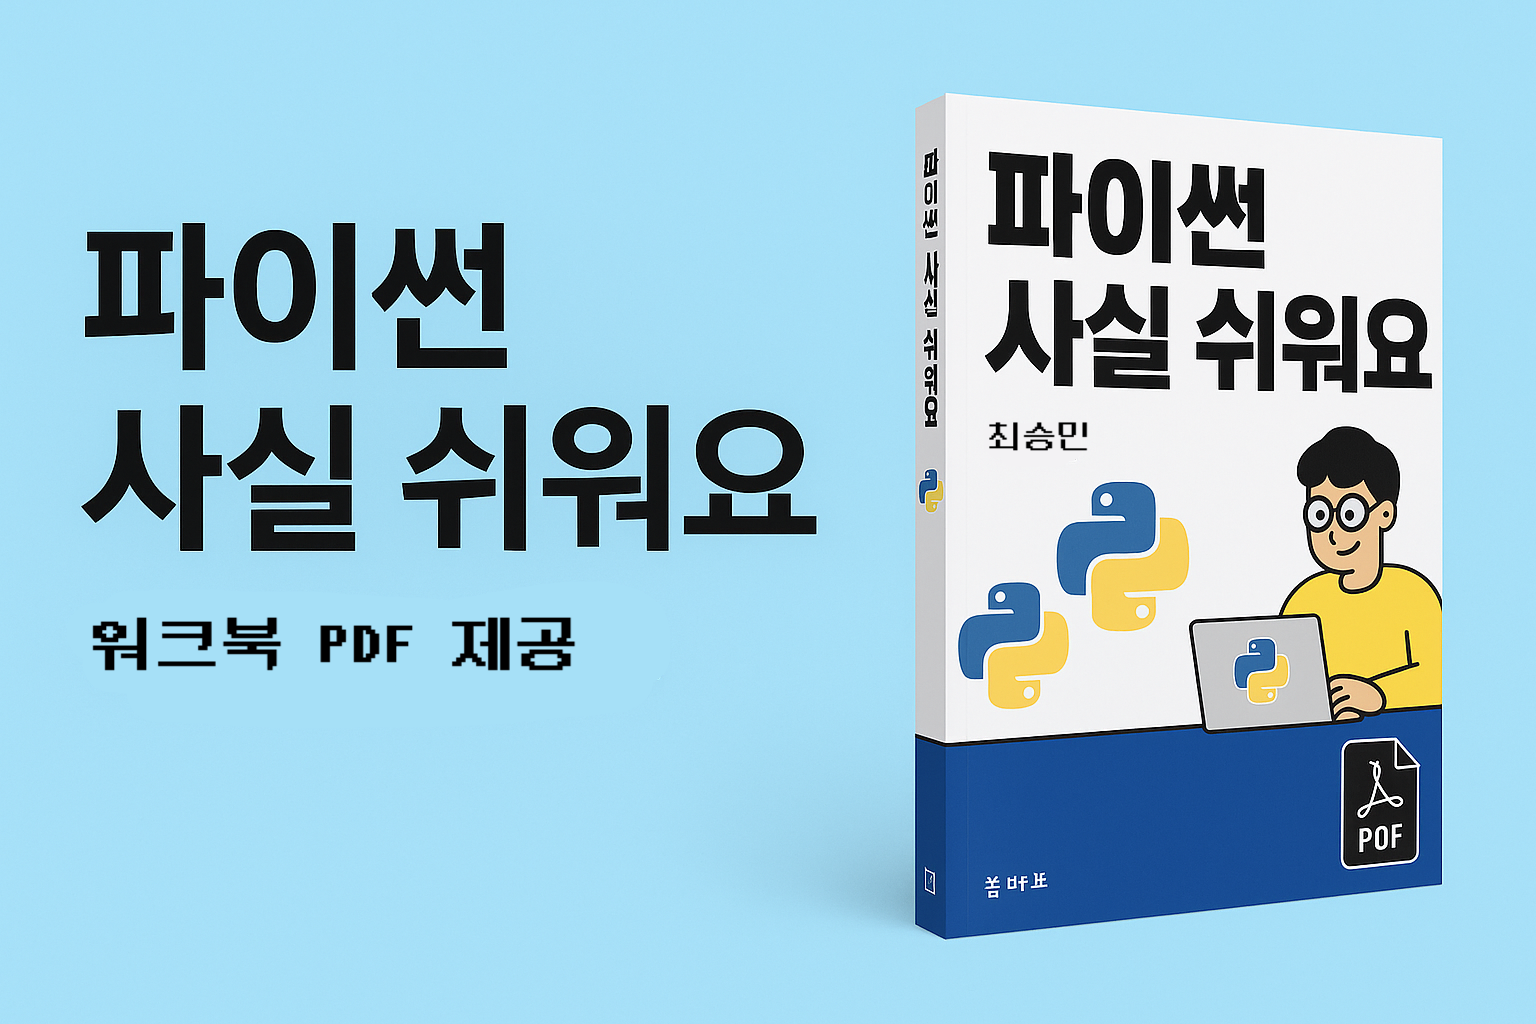 파이썬
사실 쉬워요
워크북 PDF 제공
파이썬 사실 쉬워요
파이썬
사실 쉬워요
최승민
POF